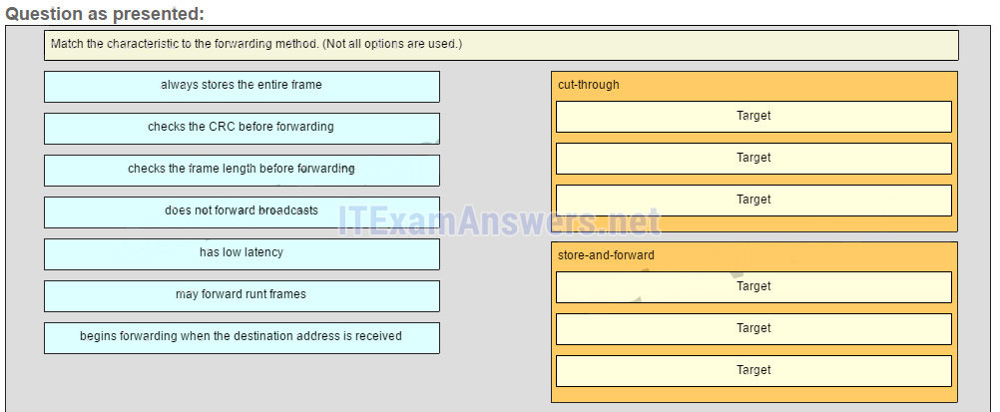 Question as presented:
Match the characteristic to the forwarding method. (Not all options are used.)
always stores the entire frame
checks the CRC before forwarding
checks the frame length before forwarding
does not forward broadcasts
has low latency
may forward runt frames
begins forwarding when the destination address is received
cut-through
Target
Target
Target
store-and-forward
Target
Target
Target
ITExamAnswers.net